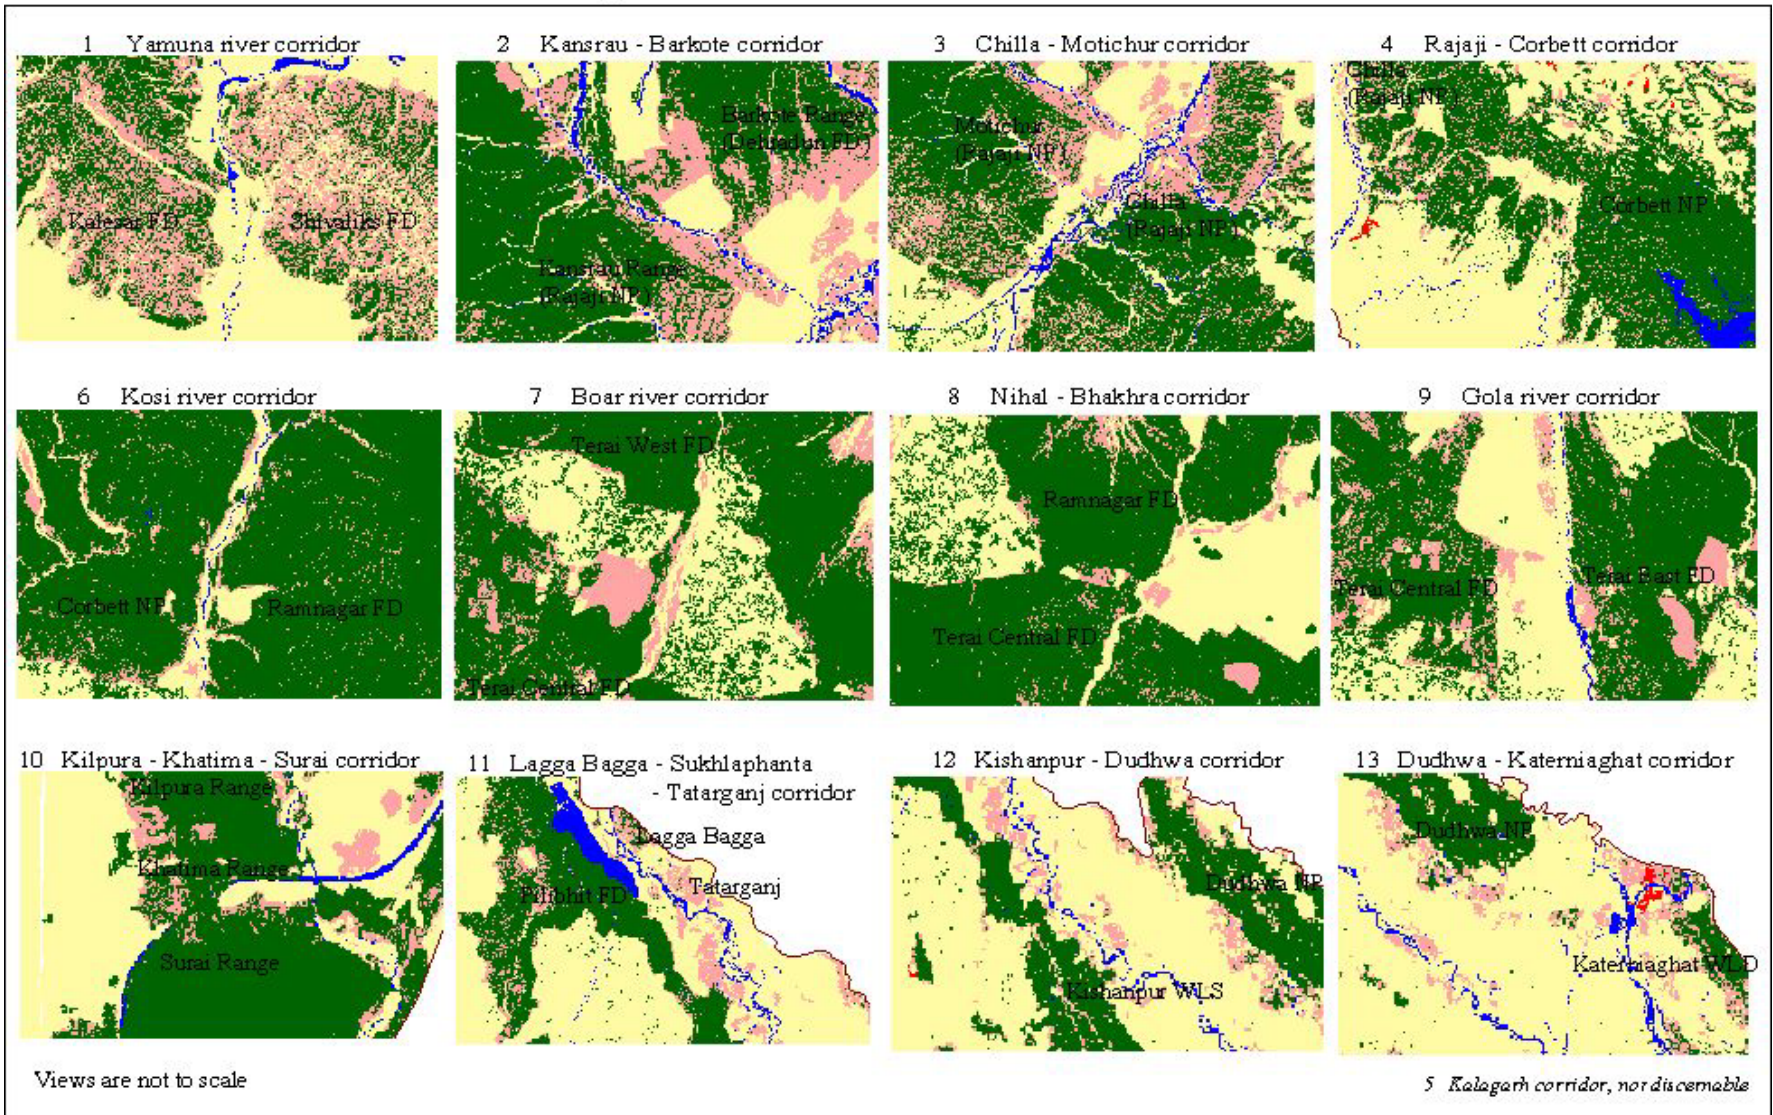 1 Yamuna river corridor
2 Kansrau - Barkote corridor
3 Chilla - Motichur corridor
4 Rajaji - Corbett corridor
Kalesar FD
Shivaliks FD
Barkote Range
(Dehradun FD)
Kansrau Range
(Rajaji NP)
Motichur
(Rajaji NP)
Chilla
(Rajaji NP)
Chilla
(Rajaji NP)
Corbett NP
6 Kosi river corridor
7 Boar river corridor
8 Nihal - Bhakhra corridor
9 Gola river corridor
Corbett NP
Ramnagar FD
Terai West FD
Terai Central FD
Ramnagar FD
Terai Central FD
Terai Central FD
Terai East FD
10 Kilpura - Khatima - Surai corridor
11 Lagga Bagga - Sukhlaphanta
- Tatarganj corridor
12 Kishanpur - Dudhwa corridor
13 Dudhwa - Katerniaghat corridor
Kilpura Range
Khatima Range
Surai Range
Lagga Bagga
Tatarganj
Pilibhit FD
Dudhwa NP
Kishanpur WLS
Dudhwa NP
Katerniaghat WLD
Views are not to scale
5 Kalagarh corridor, not discernable